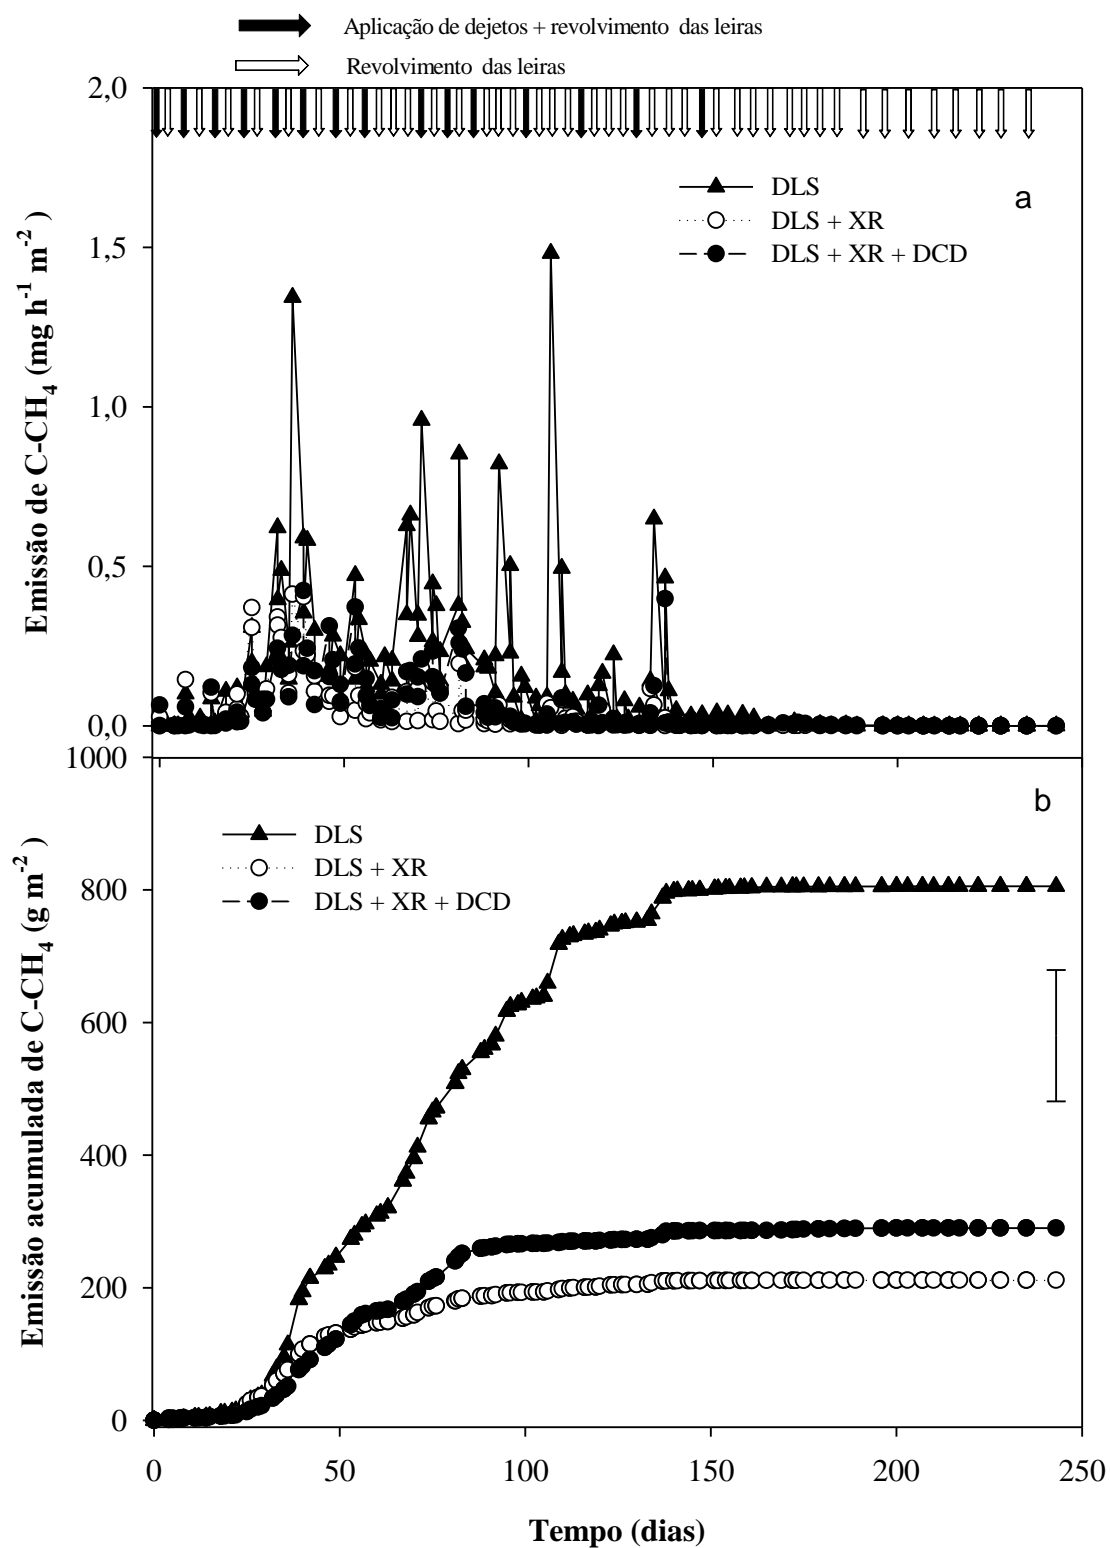 Aplicação de dejetos + revolvimento das leiras
Revolvimento das leiras
2,0
1,5
1,0
0,5
0,0
Emissão de C-CH4 (mg h-1 m-2 )
a
DLS
DLS + XR
DLS + XR + DCD
1000
800
600
400
200
0
Emissão acumulada de C-CH4 (g m-2 )
b
DLS
DLS + XR
DLS + XR + DCD
0 50 100 150 200 250
Tempo (dias)